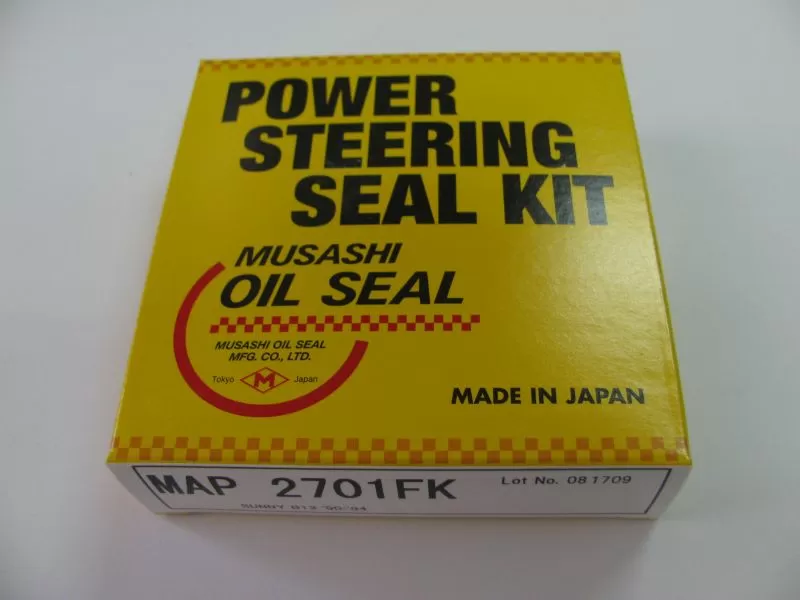 POWER
STEERING
SEAL KIT
MUSASHI
OIL SEAL
MUSASHI OIL SEAL
MFG. CO., LTD.
Tokyo M Japan
MADE IN JAPAN
MAP 2701FK
Lot No. 081709
SUNNY